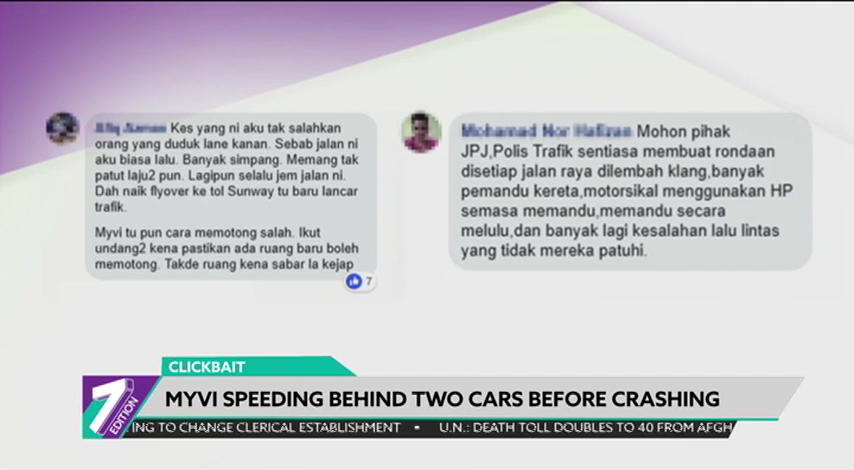 Kes yang ni aku tak salahkan
orang yang duduk lane kanan. Sebab jalan ni
aku biasa lalu. Banyak simpang. Memang tak
patut laju2 pun. Lagipun selalu jem jalan ni.
Dah naik flyover ke tol Sunway tu baru lancar
trafik.
Myvi tu pun cara memotong salah. Ikut
undang2 kena pastikan ada ruang baru boleh
memotong. Takde ruang kena sabar la kejap
7
Mohon pihak
JPJ,Polis Trafik sentiasa membuat rondaan
disetiap jalan raya dilembah klang,banyak
pemandu kereta,motorsikal menggunakan HP
semasa memandu,memandu secara
melulu,dan banyak lagi kesalahan lalu lintas
yang tidak mereka patuhi.
CLICKBAIT
7 EDITION
MYVI SPEEDING BEHIND TWO CARS BEFORE CRASHING
TO CHANGE CLERICAL ESTABLISHMENT • U.N.: DEATH TOLL DOUBLES TO 40 FROM AFGH